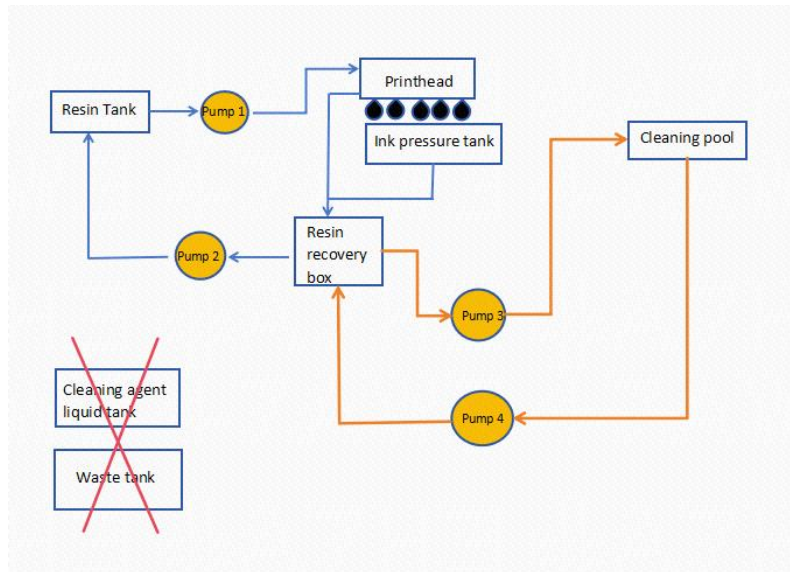 Printhead
Resin Tank
Pump 1
Ink pressure tank
Cleaning pool
Resin
recovery
box
Pump 2
Pump 3
Cleaning agent
liquid tank
Pump 4
Waste tank